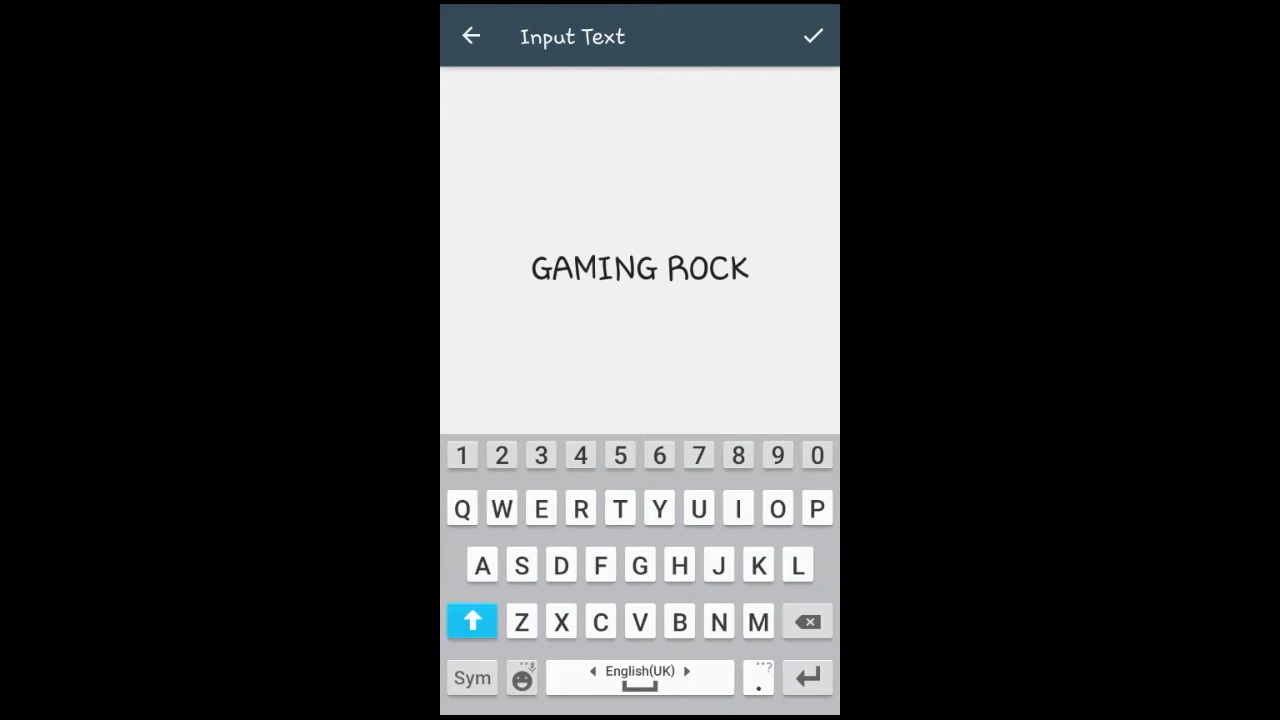 Input Text
GAMING ROCK
1 2 3 4 5 6 7 8 9 0
Q W E R T Y U I O P
A S D F G H J K L
Z X C V B N M
Sym English(UK) . ...?